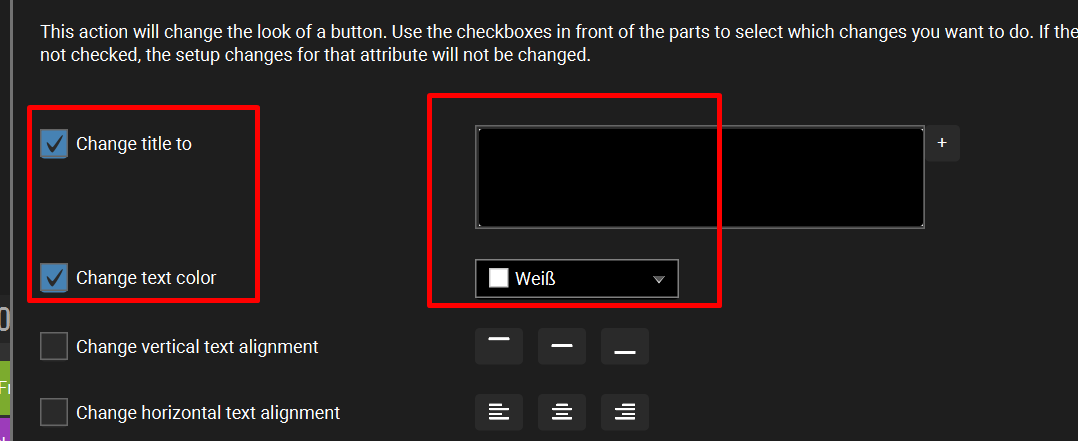 This action will change the look of a button. Use the checkboxes in front of the parts to select which changes you want to do. If the
not checked, the setup changes for that attribute will not be changed.
Change title to
+
Change text color
Weiß
Change vertical text alignment
Change horizontal text alignment